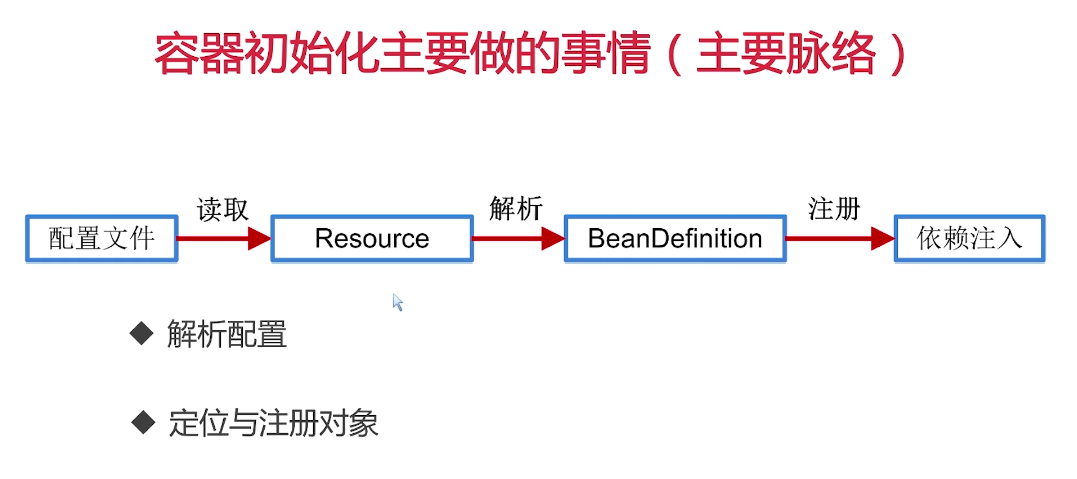 容器初始化主要做的事情（主要脉络）
读取 解析 注册
配置文件 Resource BeanDefinition 依赖注入
◆ 解析配置
◆ 定位与注册对象